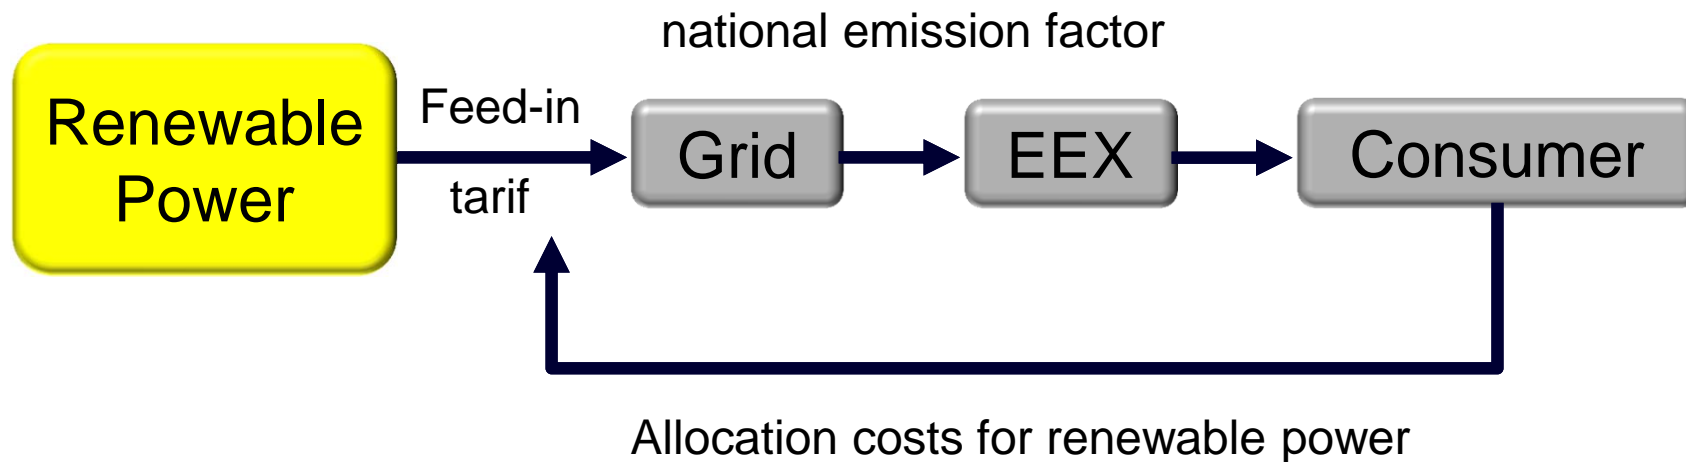 national emission factor
Renewable
Power
Feed-in
tarif
Grid
EEX
Consumer
Allocation costs for renewable power